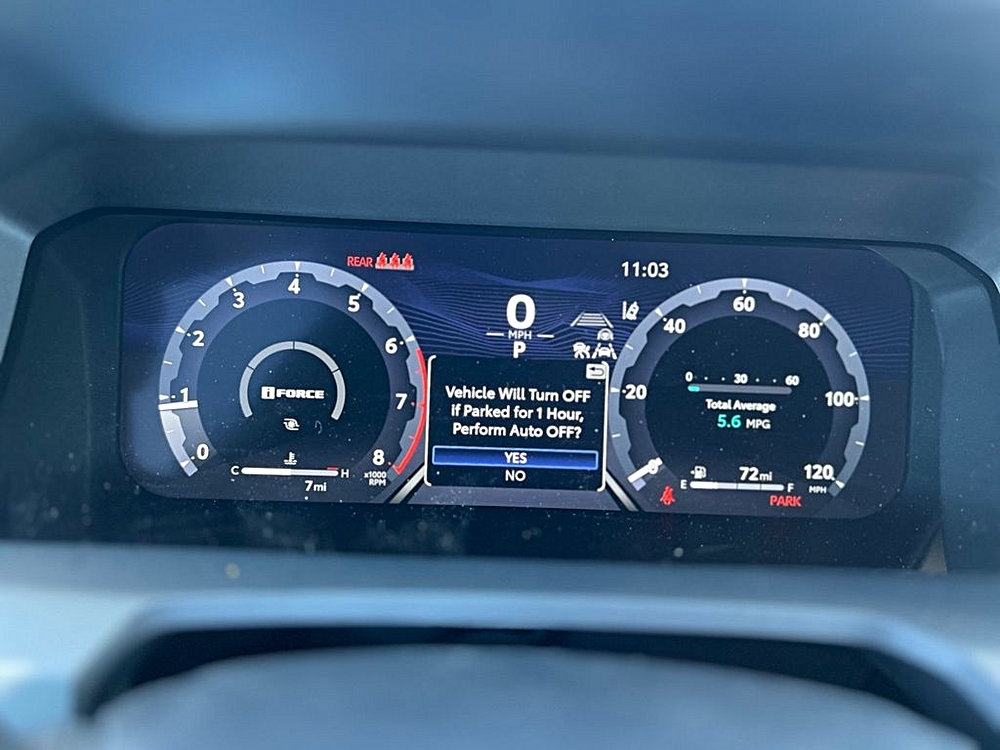 REAR
11:03
0
MPH
P
0
1
2
3
4
5
6
7
8
x1000
RPM
iFORCE
C
H
7mi
Vehicle Will Turn OFF
if Parked for 1 Hour,
Perform Auto OFF?
YES
NO
0
20
40
60
80
100
120
MPH
0 30 60
Total Average
5.6 MPG
72mi
E
F
PARK